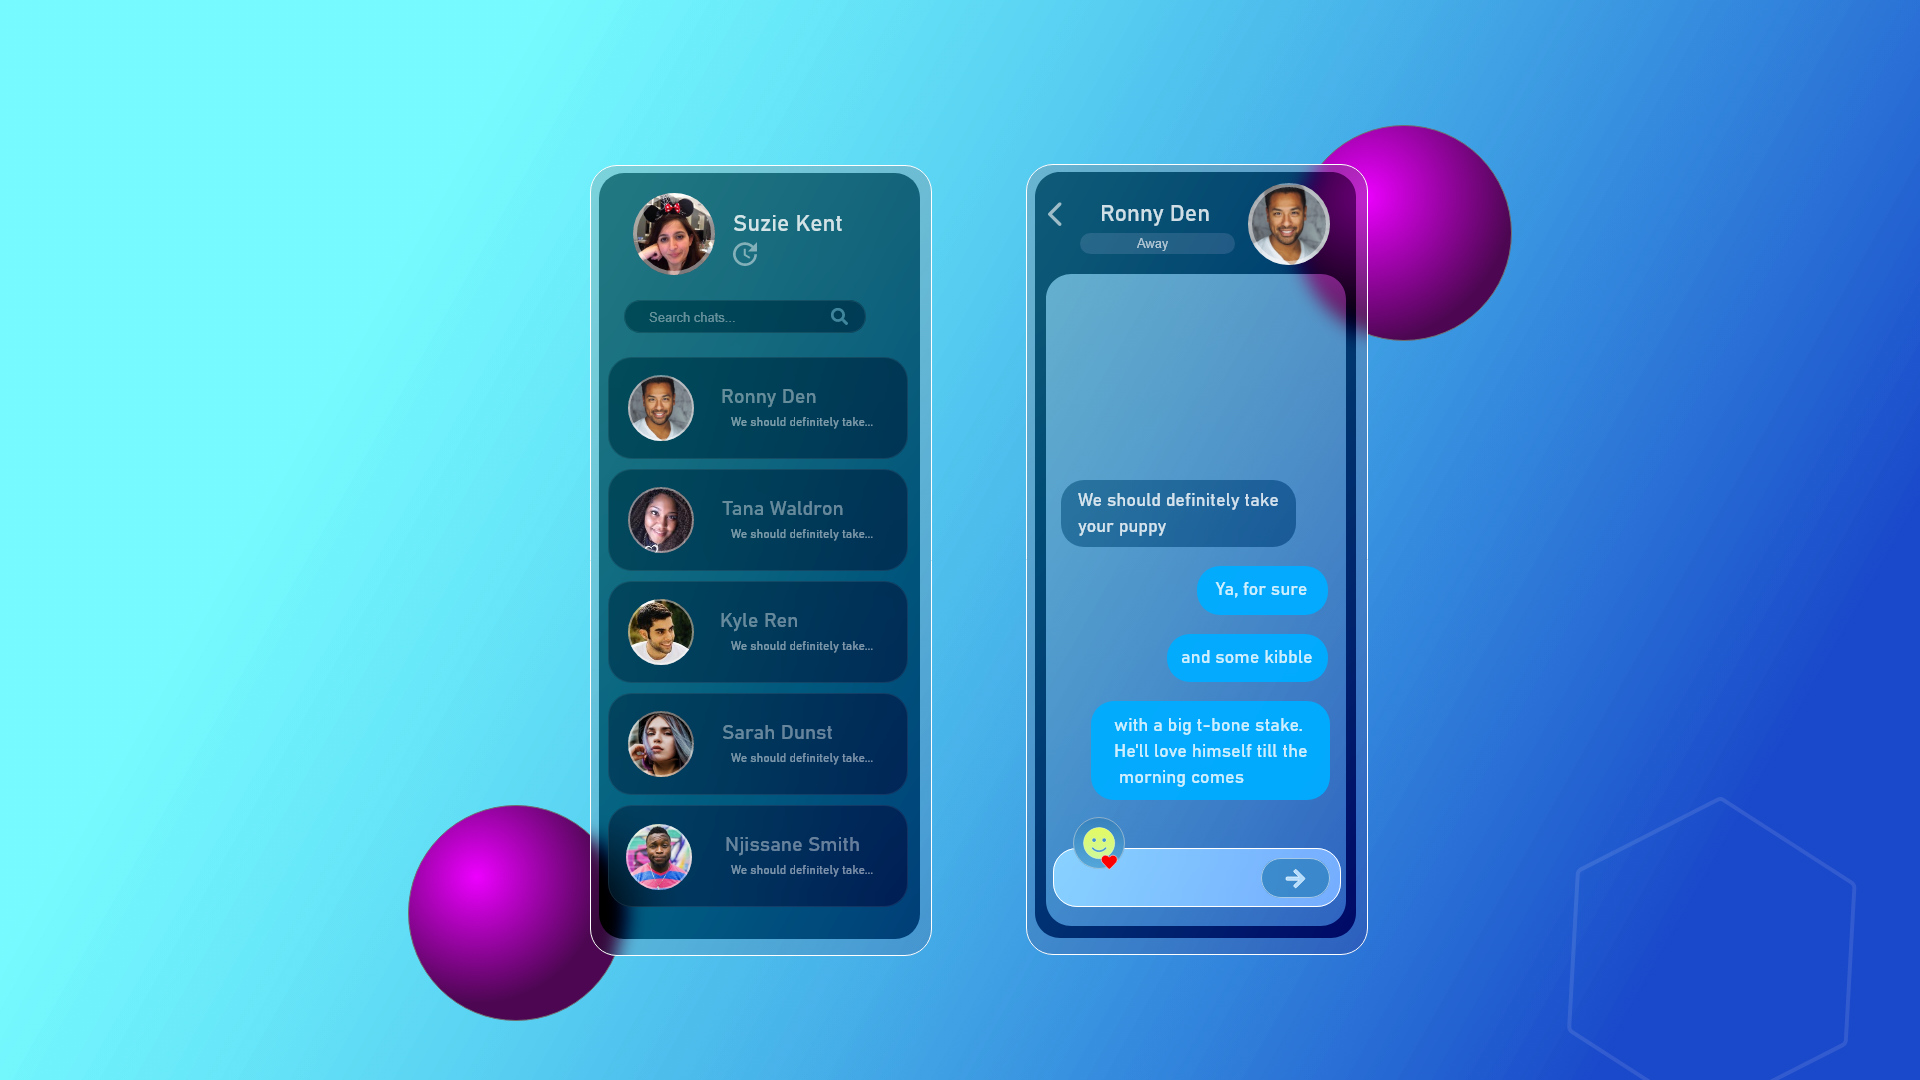 Suzie Kent
Search chats...
Ronny Den
We should definitely take...
Tana Waldron
We should definitely take...
Kyle Ren
We should definitely take...
Sarah Dunst
We should definitely take...
Njissane Smith
We should definitely take...
Ronny Den
Away
We should definitely take
your puppy
Ya, for sure
and some kibble
with a big t-bone stake.
He'll love himself till the
morning comes